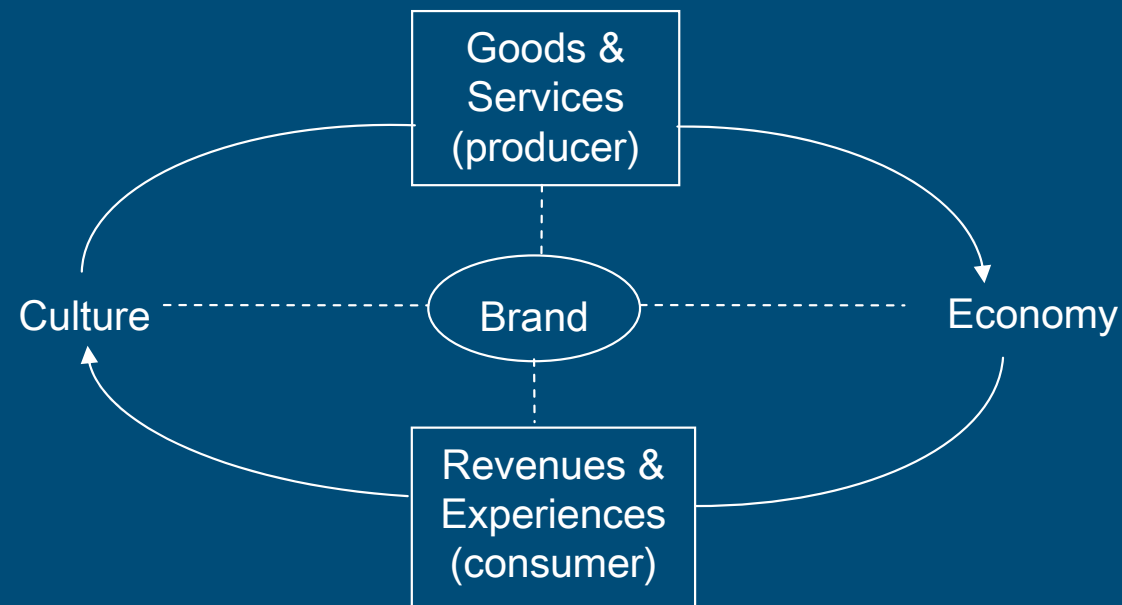 Goods &
Services
(producer)
Culture
Brand
Economy
Revenues &
Experiences
(consumer)